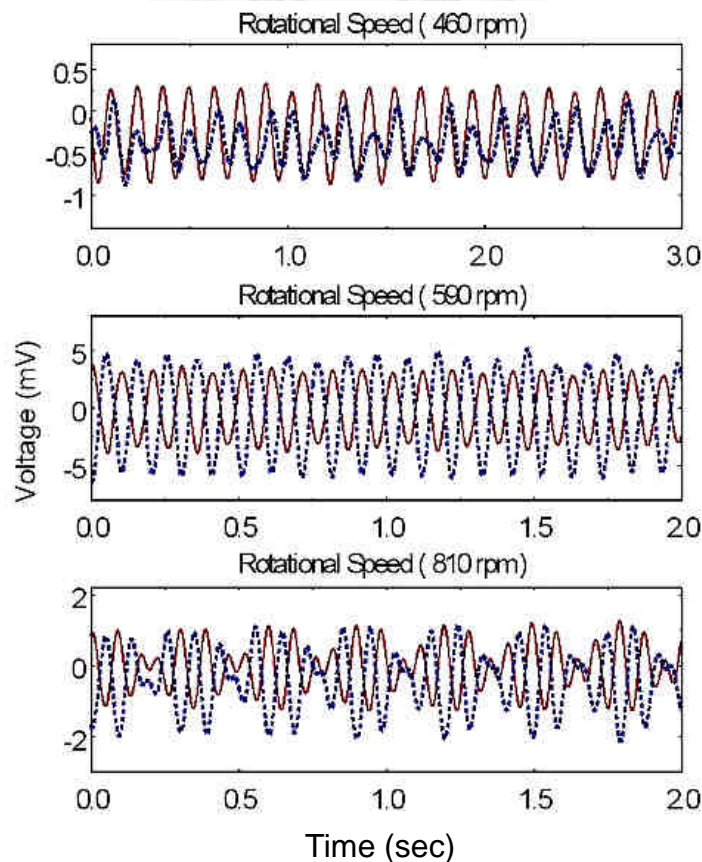 Rotational Speed ( 460 rpm)
0.5
0
-0.5
-1
0.0 1.0 2.0 3.0
Rotational Speed ( 590 rpm)
Voltage (mV)
5
0
-5
0.0 0.5 1.0 1.5 2.0
Rotational Speed ( 810 rpm)
2
0
-2
0.0 0.5 1.0 1.5 2.0
Time (sec)